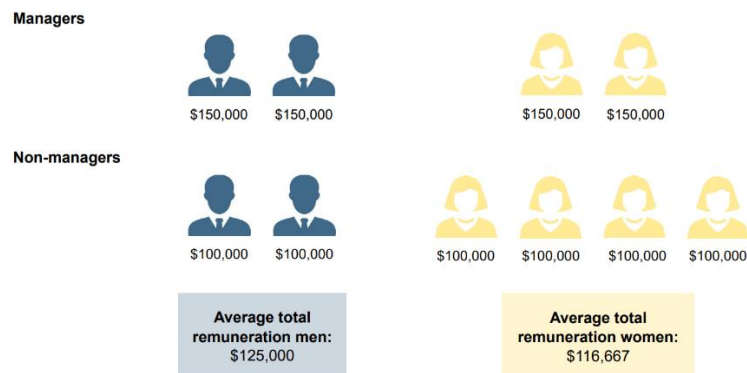 Managers
$150,000 $150,000 $150,000 $150,000
Non-managers
$100,000 $100,000 $100,000 $100,000 $100,000 $100,000
Average total
remuneration men:
$125,000
Average total
remuneration women:
$116,667